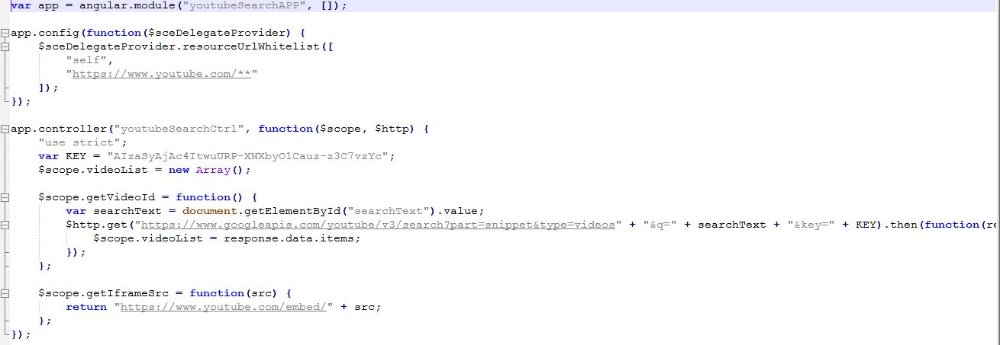 var app = angular.module("youtubeSearchAPP", []);
app.config(function($sceDelegateProvider) {
$sceDelegateProvider.resourceUrlWhitelist([
"self",
"https://www.youtube.com/**"
]);
});
app.controller("youtubeSearchCtrl", function($scope, $http) {
"use strict";
var KEY = "AIzaSyAjAc4ItwuURP-XWXbyO1Cauz-z3C7vzYc";
$scope.videoList = new Array();
$scope.getVideoId = function() {
var searchText = document.getElementById("searchText").value;
$http.get("https://www.googleapis.com/youtube/v3/search?part=snippet&type=videos" + "&q=" + searchText + "&key=" + KEY).then(function(re
$scope.videoList = response.data.items;
});
};
$scope.getIframeSrc = function(src) {
return "https://www.youtube.com/embed/" + src;
};
});